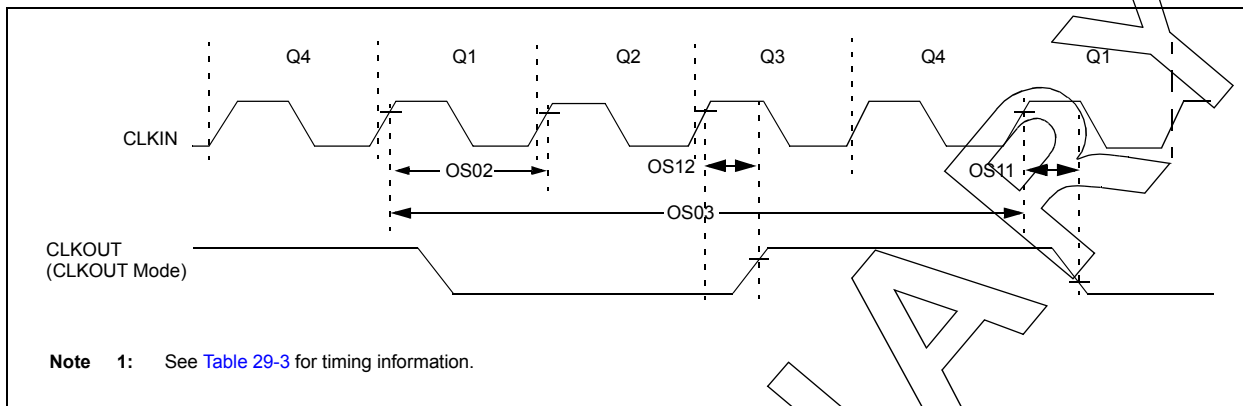 Q4 Q1 Q2 Q3 Q4 Q1
CLKIN
OS02 OS12 OS11
OS03
CLKOUT
(CLKOUT Mode)
Note 1: See Table 29-3 for timing information.